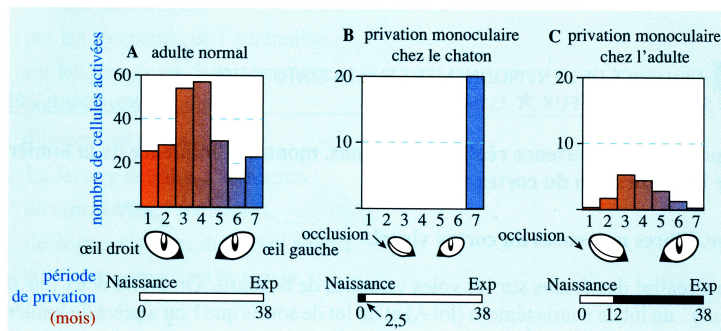 A adulte normal
nombre de cellules activées
60
40
20
1 2 3 4 5 6 7
œil droit
œil gauche
B privation monoculaire
chez le chaton
20
10
1 2 3 4 5 6 7
occlusion
C privation monoculaire
chez l'adulte
20
10
1 2 3 4 5 6 7
occlusion
période
de privation
(mois)
Naissance Exp
0 38
Naissance Exp
0 38
2,5
Naissance Exp
0 12 38